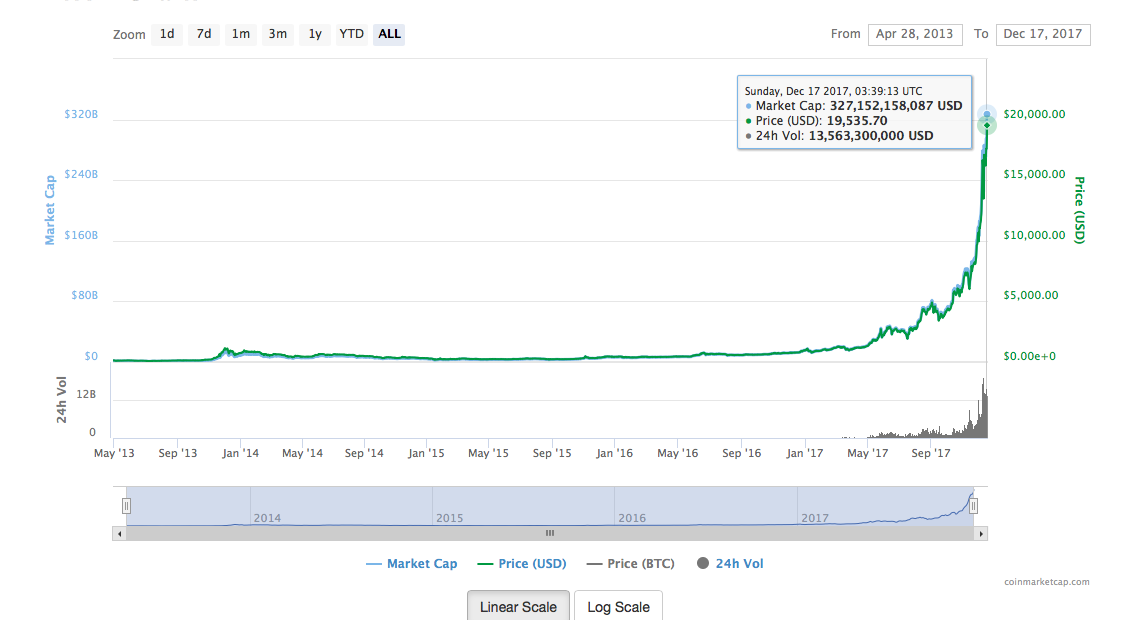 Zoom 1d 7d 1m 3m 1y YTD ALL From Apr 28, 2013 To Dec 17, 2017
Sunday, Dec 17 2017, 03:39:13 UTC
Market Cap: 327,152,158,087 USD
Price (USD): 19,535.70
24h Vol: 13,563,300,000 USD
$320B
$240B
$160B
$80B
$0
Market Cap
$20,000.00
$15,000.00
$10,000.00
$5,000.00
$0.00e+0
Price (USD)
24h Vol
12B
0
May '13 Sep '13 Jan '14 May '14 Sep '14 Jan '15 May '15 Sep '15 Jan '16 May '16 Sep '16 Jan '17 May '17 Sep '17
2014 2015 2016 2017
Market Cap Price (USD) Price (BTC) 24h Vol
coinmarketcap.com
Linear Scale Log Scale